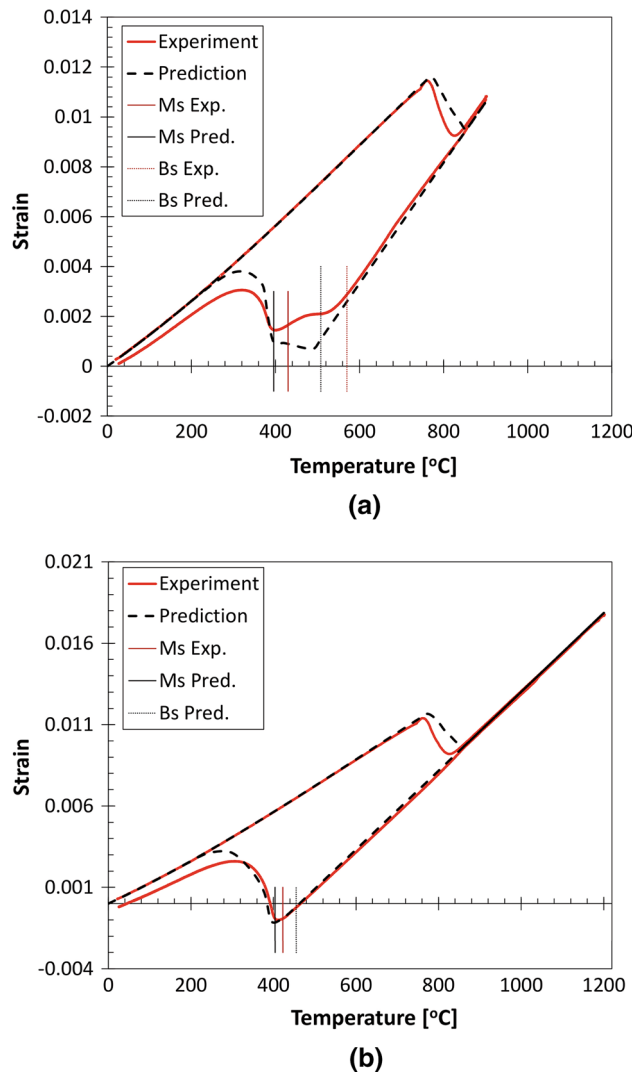 0.014
0.012
0.01
0.008
0.006
0.004
0.002
0
-0.002
Strain
Experiment
Prediction
Ms Exp.
Ms Pred.
Bs Exp.
Bs Pred.
0 200 400 600 800 1000 1200
Temperature [°C]
(a)
0.021
0.016
0.011
0.006
0.001
-0.004
Strain
Experiment
Prediction
Ms Exp.
Ms Pred.
Bs Pred.
0 200 400 600 800 1000 1200
Temperature [°C]
(b)